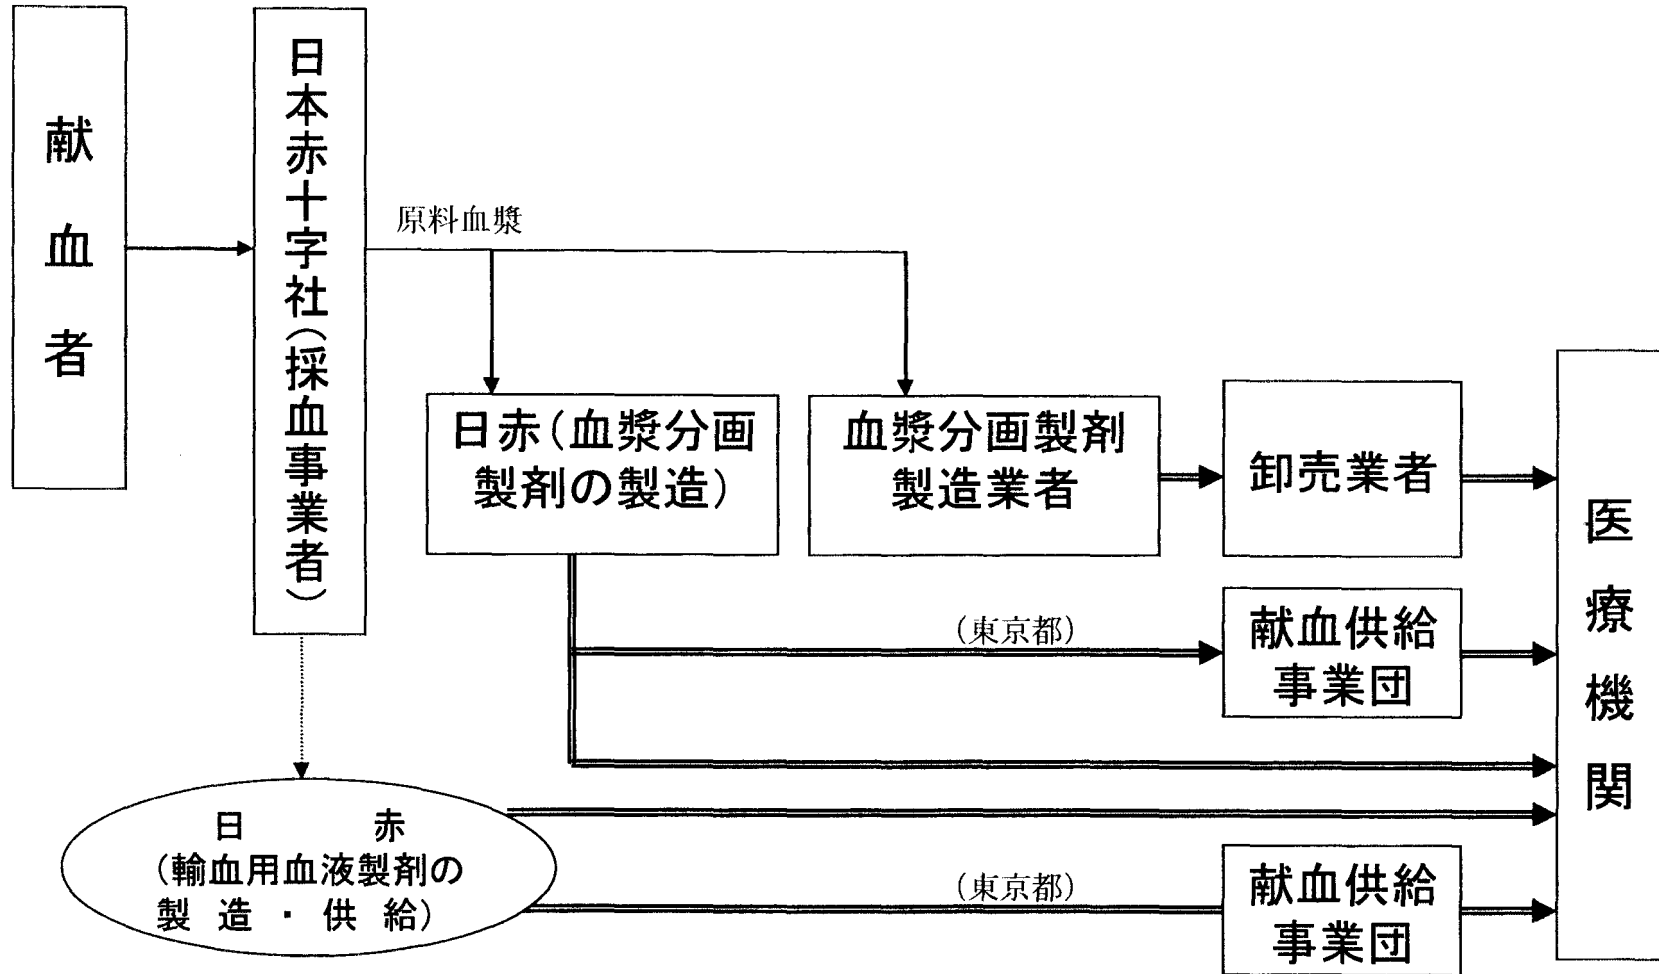 献血者
日本赤十字社(採血事業者)
原料血漿
日赤(血漿分画
製剤の製造)
血漿分画製剤
製造業者
卸売業者
(東京都)
献血供給
事業団
日 赤
(輸血用血液製剤の
製 造 ・ 供 給)
(東京都)
献血供給
事業団
医療機関